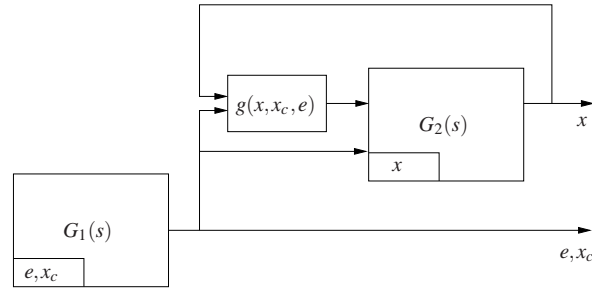 g(x,x_c,e)
G_2(s)
x
x
G_1(s)
e,x_c
e,x_c